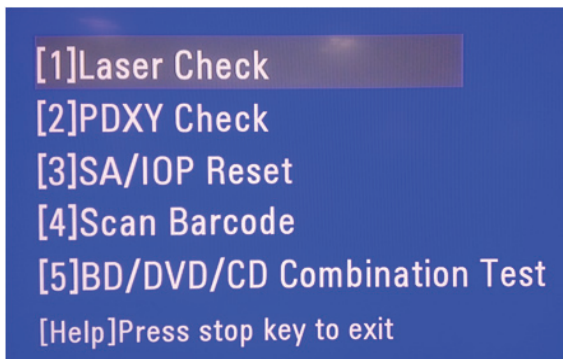 [1]Laser Check
[2]PDXY Check
[3]SA/IOP Reset
[4]Scan Barcode
[5]BD/DVD/CD Combination Test
[Help]Press stop key to exit